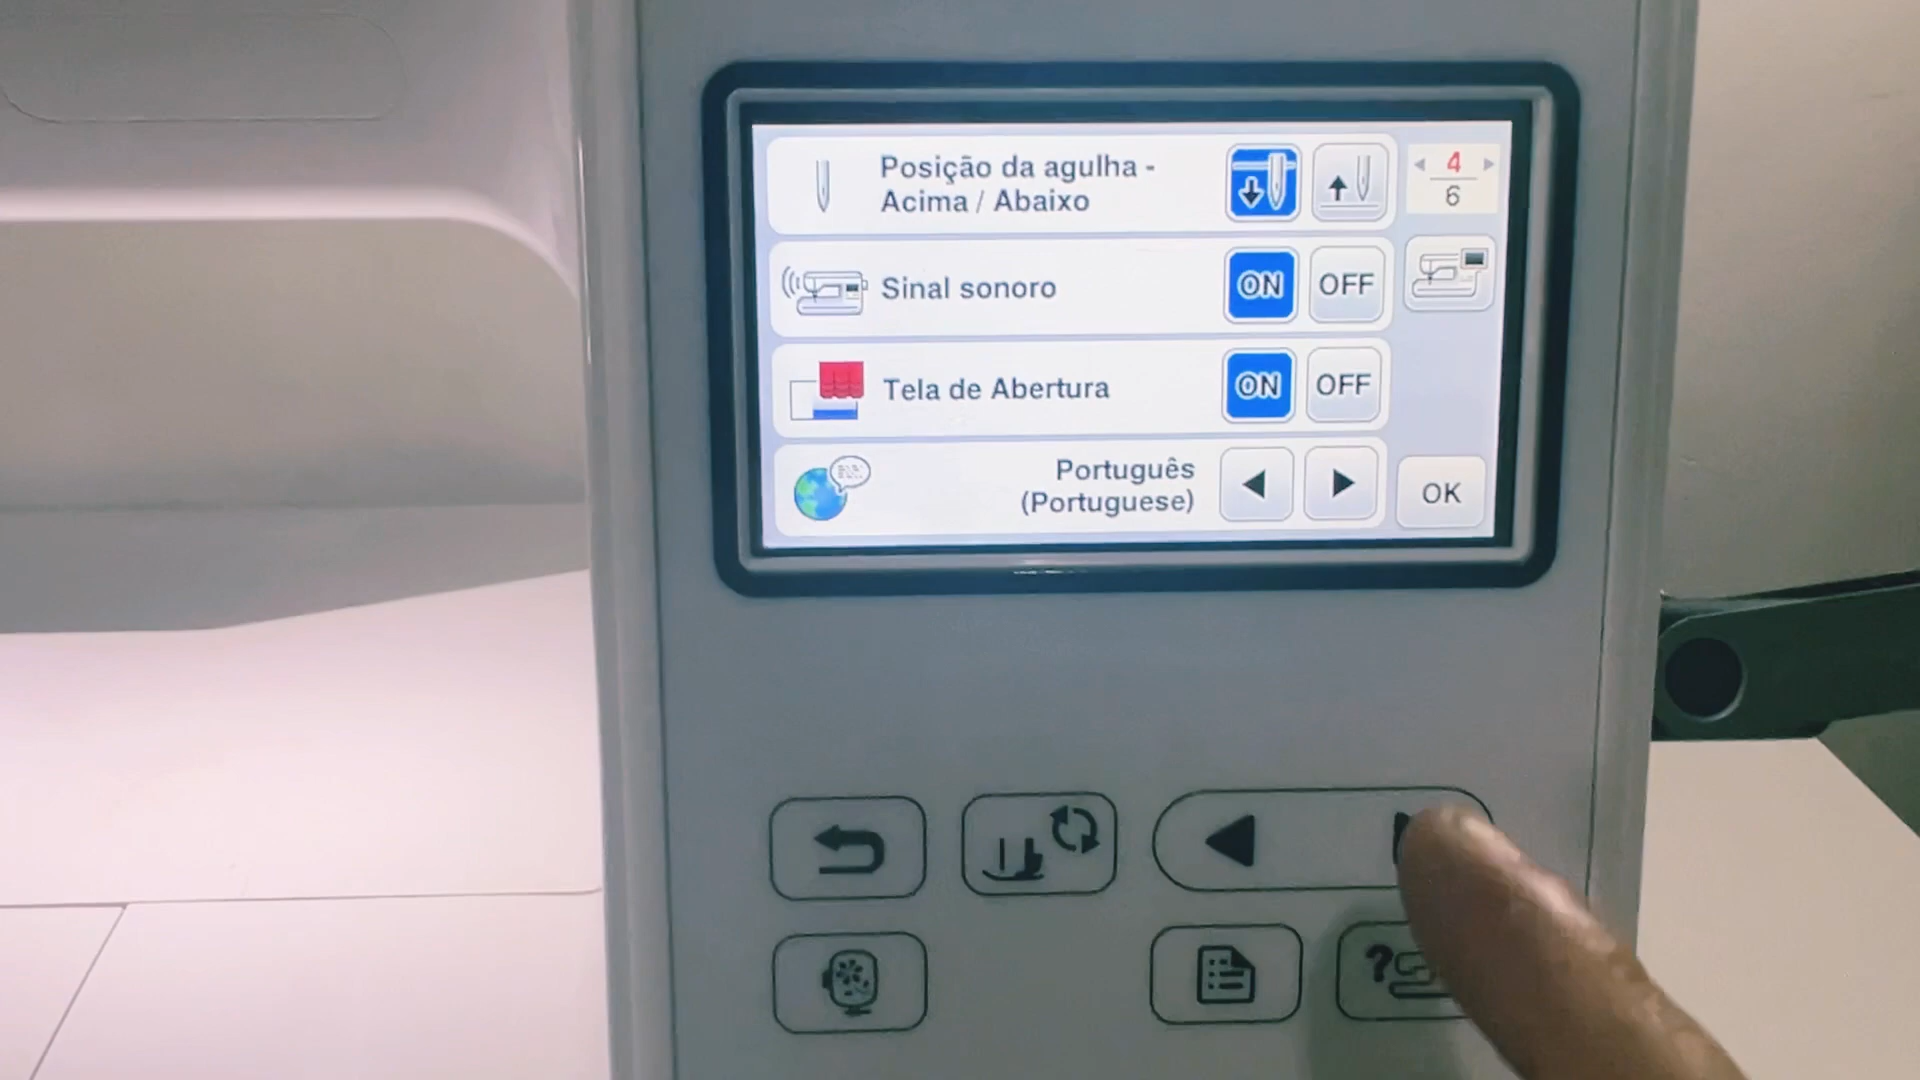 Posição da agulha -
Acima / Abaixo
4
6
Sinal sonoro
ON
OFF
Tela de Abertura
ON
OFF
Português
(Portuguese)
OK
?